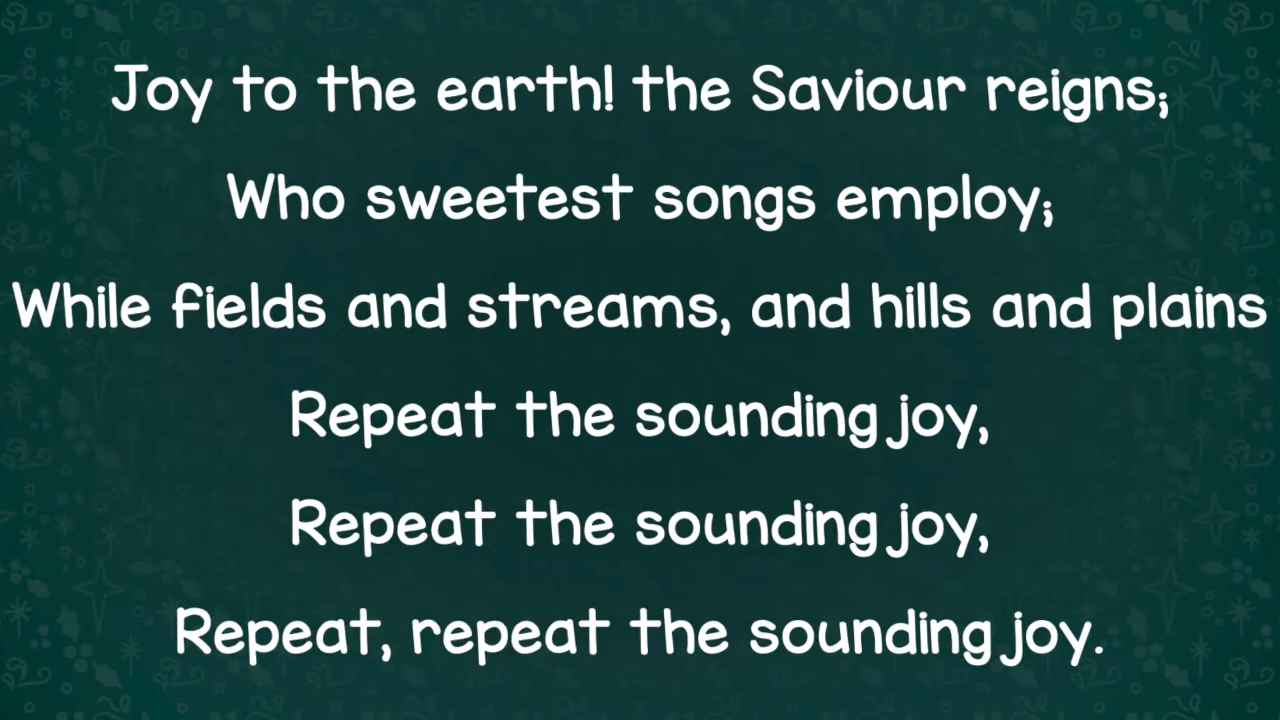 Joy to the earth! the Saviour reigns;
Who sweetest songs employ;
While fields and streams, and hills and plains
Repeat the sounding joy,
Repeat the sounding joy,
Repeat, repeat the sounding joy.